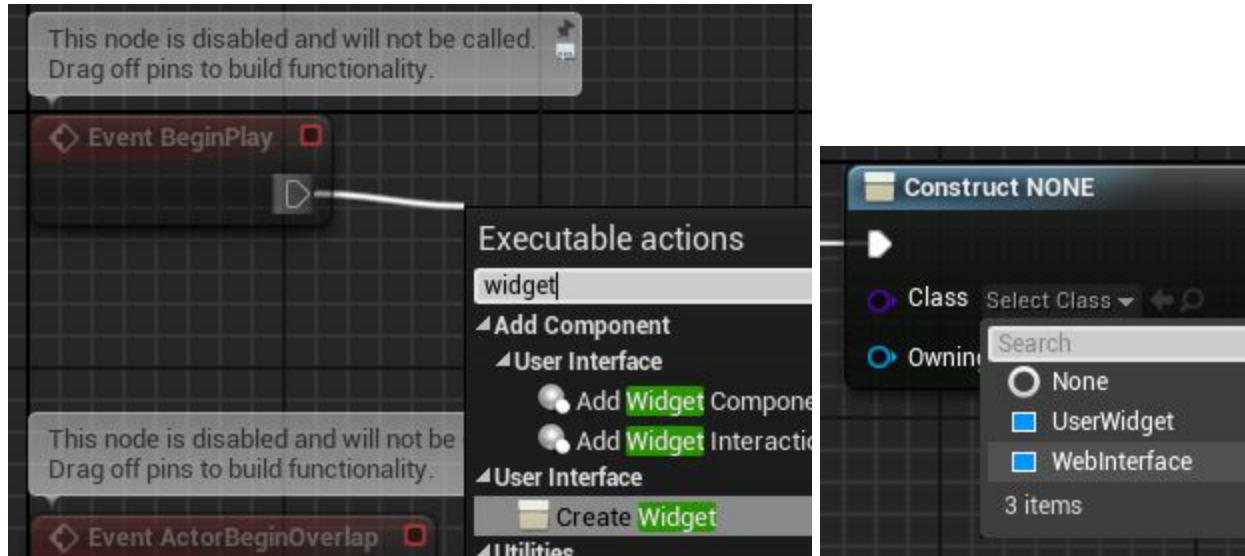 This node is disabled and will not be called.
Drag off pins to build functionality.
Event BeginPlay
Executable actions
widget
Add Component
User Interface
Add Widget Compone
Add Widget Interactio
User Interface
Create Widget
Utilities
This node is disabled and will not be
Drag off pins to build functionality.
Event ActorBeginOverlap
Construct NONE
Class Select Class
Owning
Search
None
UserWidget
WebInterface
3 items